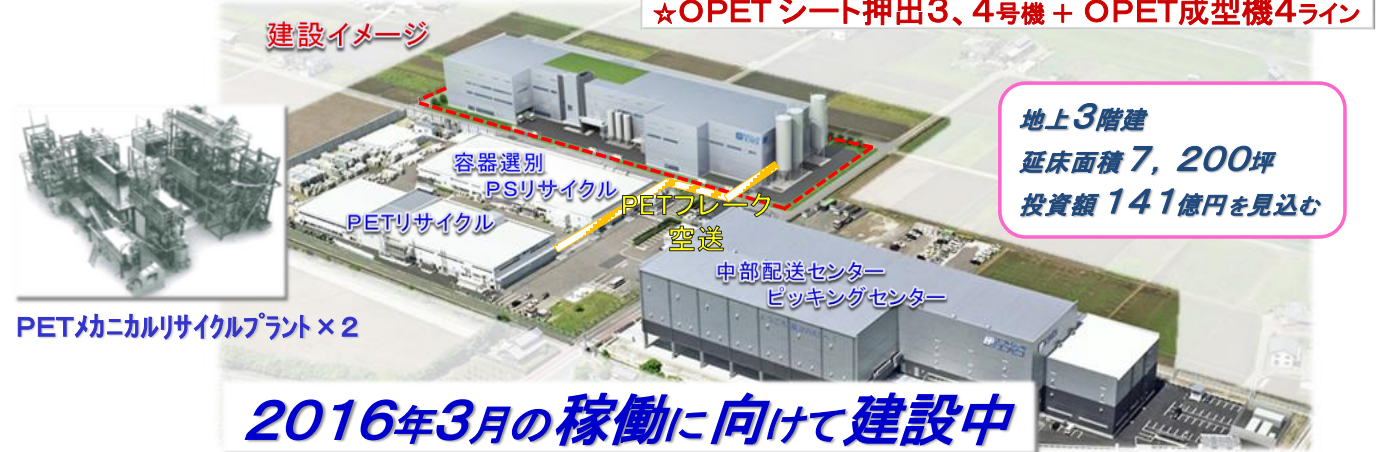 ☆OPETシート押出3、4号機 + OPET成型機4ライン
建設イメージ
地上3階建
延床面積7,200坪
投資額141億円を見込む
容器選別
PSリサイクル
PETリサイクル
PETフレーク
空送
中部配送センター
ピッキングセンター
PETメカニカルリサイクルプラント×2
2016年3月の稼働に向けて建設中